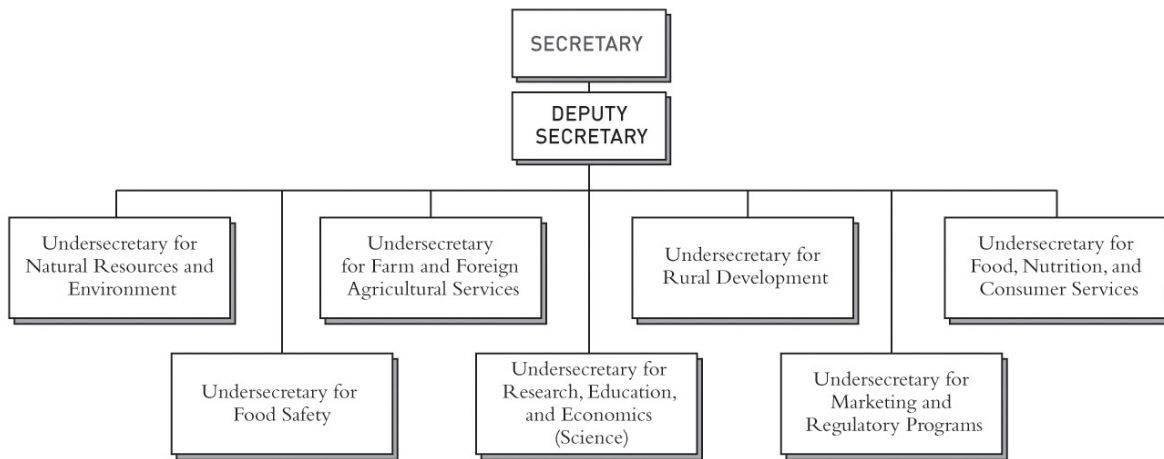 SECRETARY
DEPUTY
SECRETARY
Undersecretary for
Natural Resources and
Environment
Undersecretary
for Farm and Foreign
Agricultural Services
Undersecretary for
Rural Development
Undersecretary for
Food, Nutrition, and
Consumer Services
Undersecretary for
Food Safety
Undersecretary for
Research, Education,
and Economics
(Science)
Undersecretary for
Marketing and
Regulatory Programs